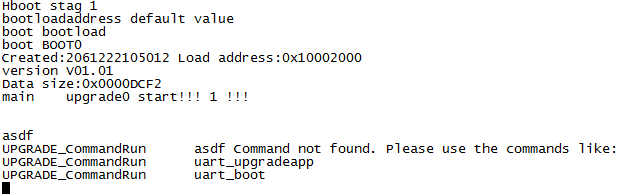 Hboot stag 1
bootloadaddress default value
boot bootload
boot BOOT0
Created:2061222105012 Load address:0x10002000
version V01.01
Data size:0x0000DCF2
main    upgrade0 start!!! 1 !!!
asdf
UPGRADE_CommandRun      asdf Command not found. Please use the commands like:
UPGRADE_CommandRun      uart_upgradeapp
UPGRADE_CommandRun      uart_boot